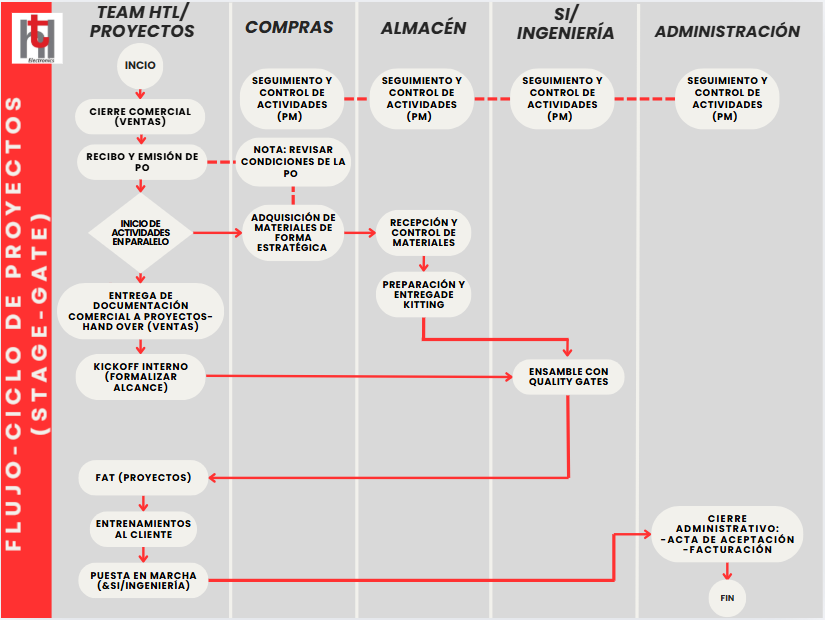 htl
Electronics
FLUJO-CICLO DE PROYECTOS
(STAGE-GATE)
TEAM HTL/
PROYECTOS
COMPRAS
ALMACÉN
SI/
INGENIERÍA
ADMINISTRACIÓN
INCIO
CIERRE COMERCIAL
(VENTAS)
RECIBO Y EMISIÓN DE
PO
INICIO DE
ACTIVIDADES
EN PARALELO
ENTREGA DE
DOCUMENTACIÓN
COMERCIAL A PROYECTOS-
HAND OVER (VENTAS)
KICKOFF INTERNO
(FORMALIZAR
ALCANCE)
FAT (PROYECTOS)
ENTRENAMIENTOS
AL CLIENTE
PUESTA EN MARCHA
(&SI/INGENIERÍA)
SEGUIMIENTO Y
CONTROL DE
ACTIVIDADES
(PM)
NOTA: REVISAR
CONDICIONES DE LA
PO
ADQUISICIÓN DE
MATERIALES DE
FORMA
ESTRATÉGICA
SEGUIMIENTO Y
CONTROL DE
ACTIVIDADES
(PM)
RECEPCIÓN Y
CONTROL DE
MATERIALES
PREPARACIÓN Y
ENTREGADE
KITTING
SEGUIMIENTO Y
CONTROL DE
ACTIVIDADES
(PM)
ENSAMBLE CON
QUALITY GATES
SEGUIMIENTO Y
CONTROL DE
ACTIVIDADES
(PM)
CIERRE
ADMINISTRATIVO:
-ACTA DE ACEPTACIÓN
-FACTURACIÓN
FIN